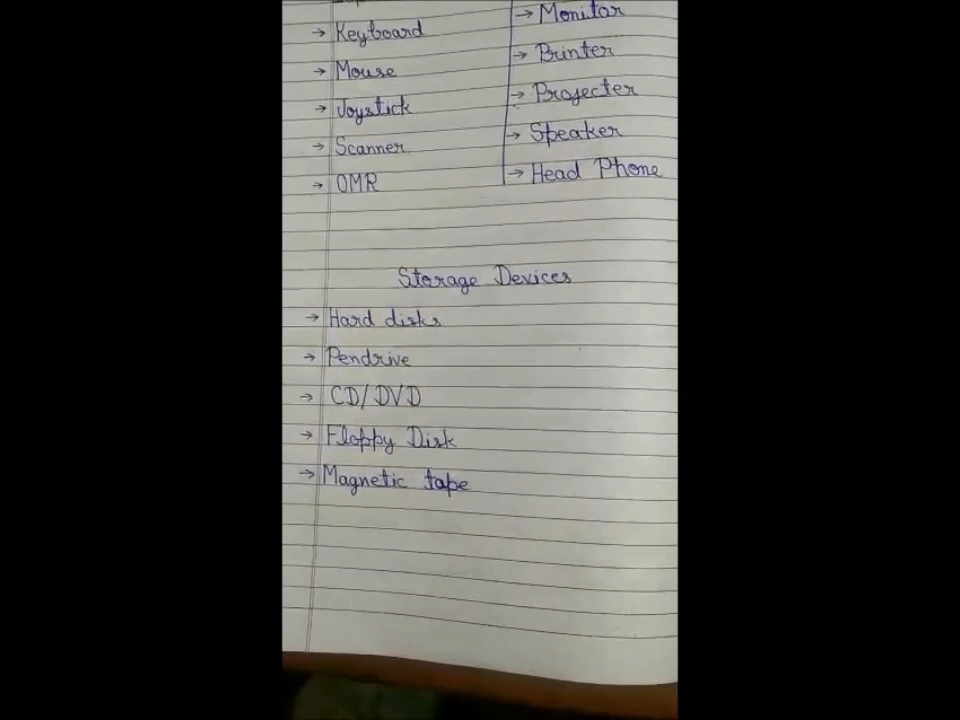 → Keyboard
→ Mouse
→ Joystick
→ Scanner
→ OMR
→ Monitor
→ Printer
→ Projecter
→ Speaker
→ Head Phone
Storage Devices
→ Hard disks
→ Pendrive
→ CD/DVD
→ Floppy Disk
→ Magnetic tape